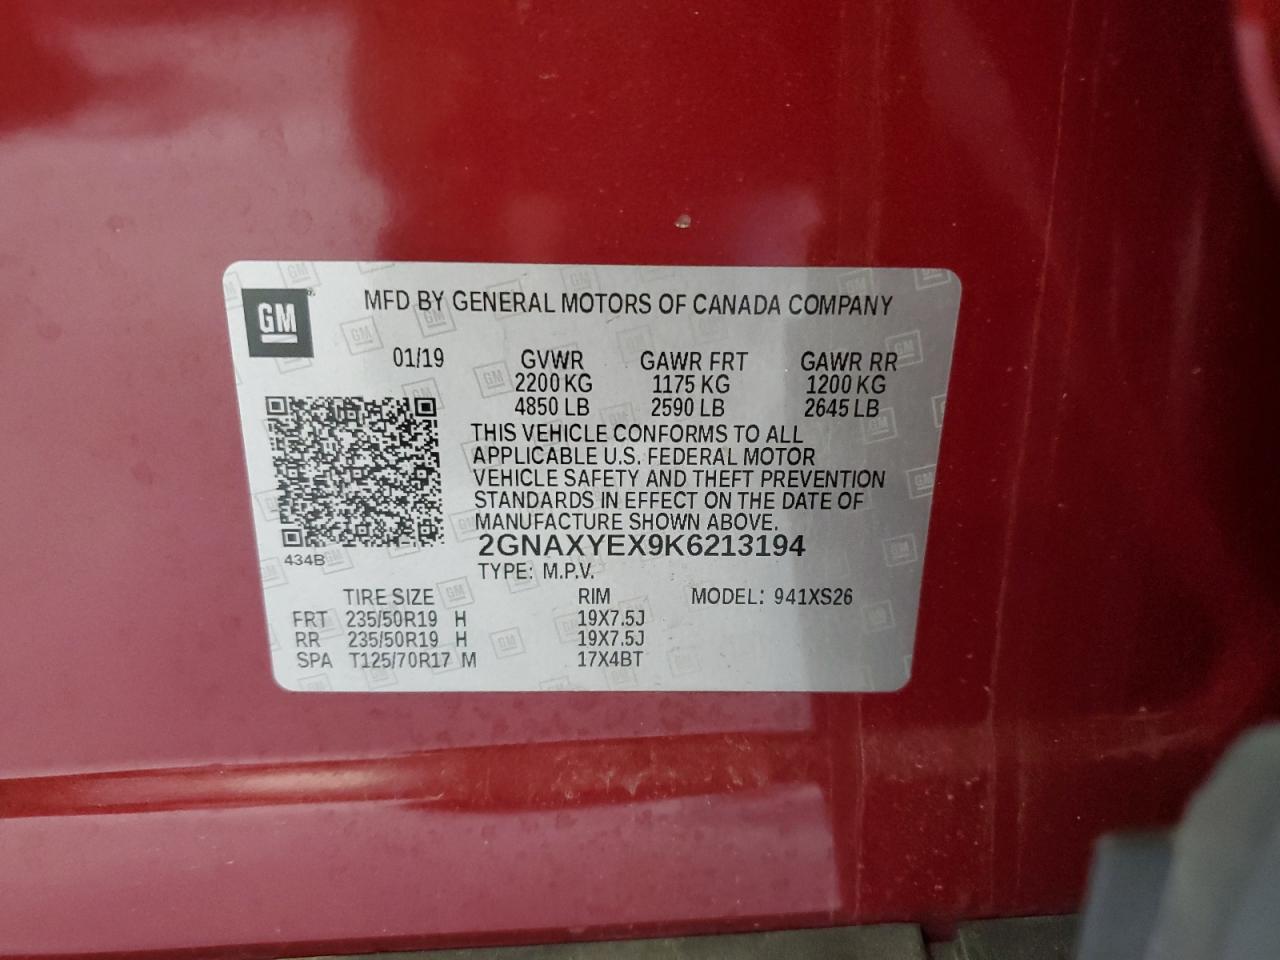 GM
MFD BY GENERAL MOTORS OF CANADA COMPANY
01/19 GVWR GAWR FRT GAWR RR
2200 KG 1175 KG 1200 KG
4850 LB 2590 LB 2645 LB
THIS VEHICLE CONFORMS TO ALL
APPLICABLE U.S. FEDERAL MOTOR
VEHICLE SAFETY AND THEFT PREVENTION
STANDARDS IN EFFECT ON THE DATE OF
MANUFACTURE SHOWN ABOVE.
434B
2GNAXYEX9K6213194
TYPE: M.P.V.
TIRE SIZE RIM MODEL: 941XS26
FRT 235/50R19 H 19X7.5J
RR 235/50R19 H 19X7.5J
SPA T125/70R17 M 17X4BT